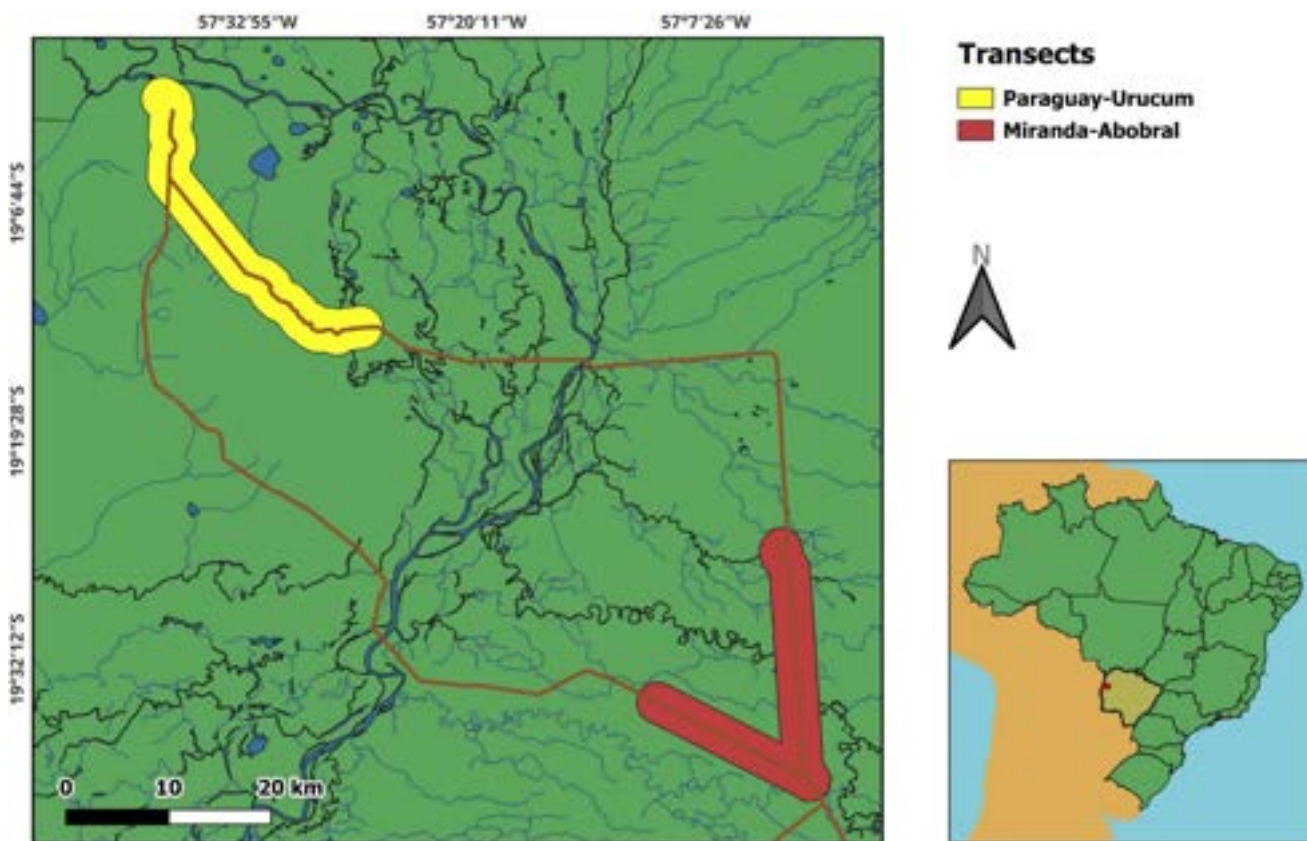 57°32'55"W 57°20'11"W 57°7'26"W
19°6'44"S
19°19'28"S
19°32'12"S
0 10 20 km
Transects
Paraguay-Urucum
Miranda-Abobral
N